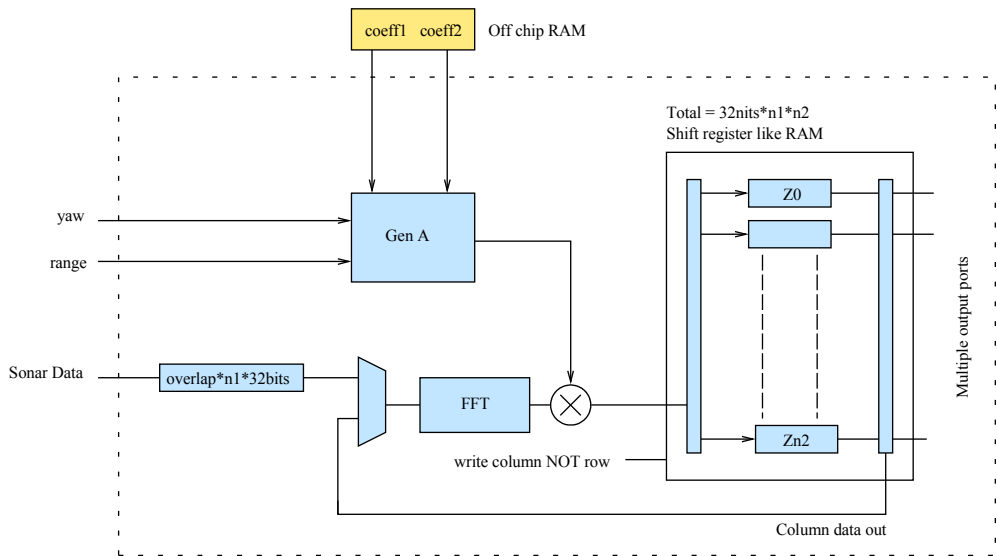 coeff1 coeff2
Off chip RAM
Total = 32nits*n1*n2
Shift register like RAM
yaw
range
Gen A
Z0
Multiple output ports
Sonar Data
overlap*n1*32bits
FFT
Zn2
write column NOT row
Column data out